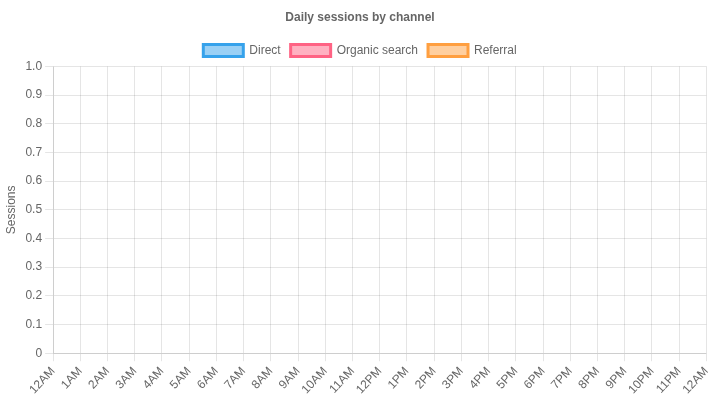 Daily sessions by channel
Direct Organic search Referral
1.0
0.9
0.8
0.7
0.6
0.5
0.4
0.3
0.2
0.1
0
Sessions
12AM 1AM 2AM 3AM 4AM 5AM 6AM 7AM 8AM 9AM 10AM 11AM 12PM 1PM 2PM 3PM 4PM 5PM 6PM 7PM 8PM 9PM 10PM 11PM 12AM